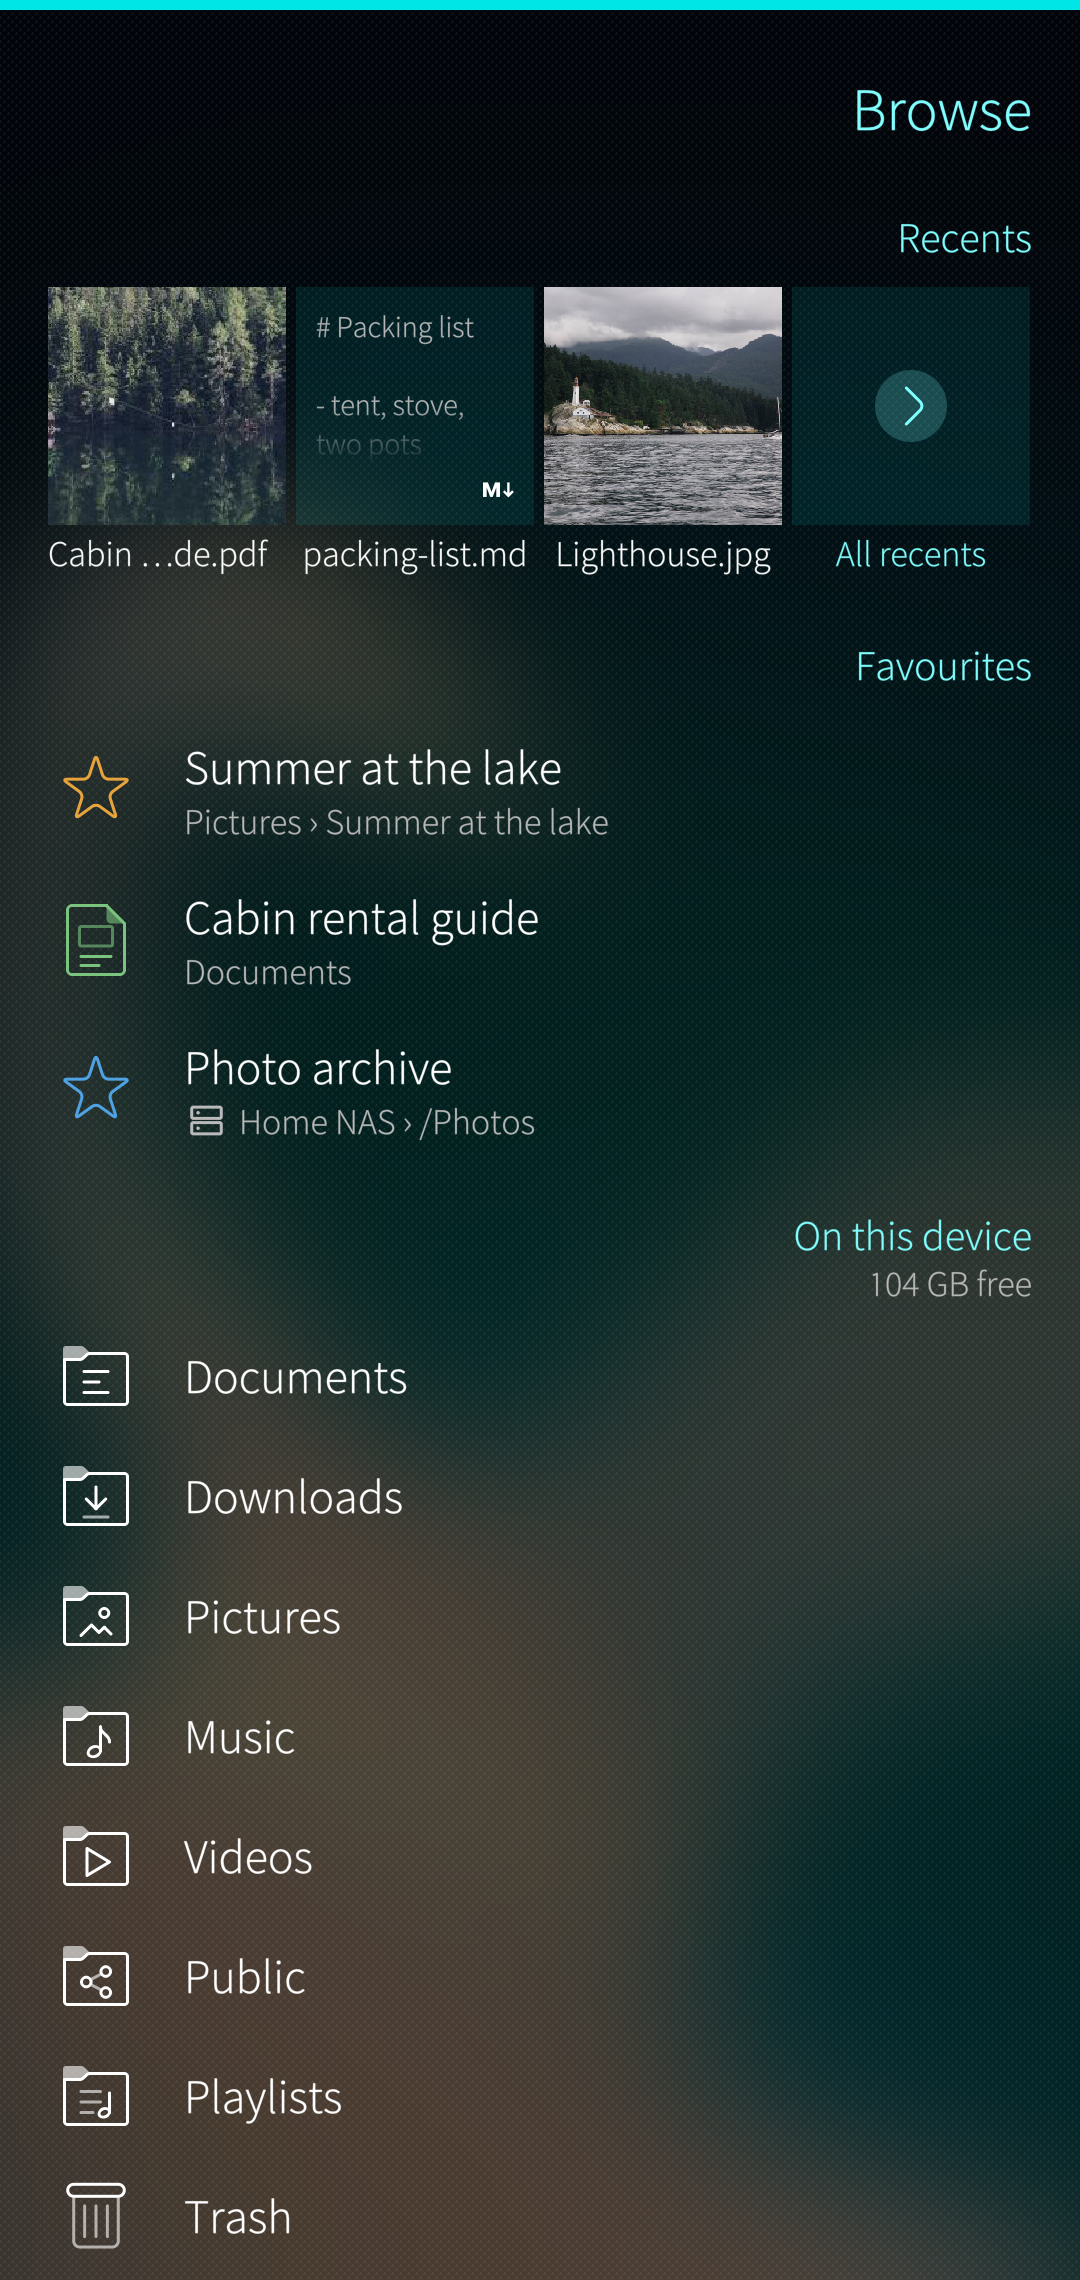 Browse
Recents
# Packing list
- tent, stove,
two pots
M↓
Cabin …de.pdf
packing-list.md
Lighthouse.jpg
All recents
Favourites
Summer at the lake
Pictures › Summer at the lake
Cabin rental guide
Documents
Photo archive
Home NAS › /Photos
On this device
104 GB free
Documents
Downloads
Pictures
Music
Videos
Public
Playlists
Trash